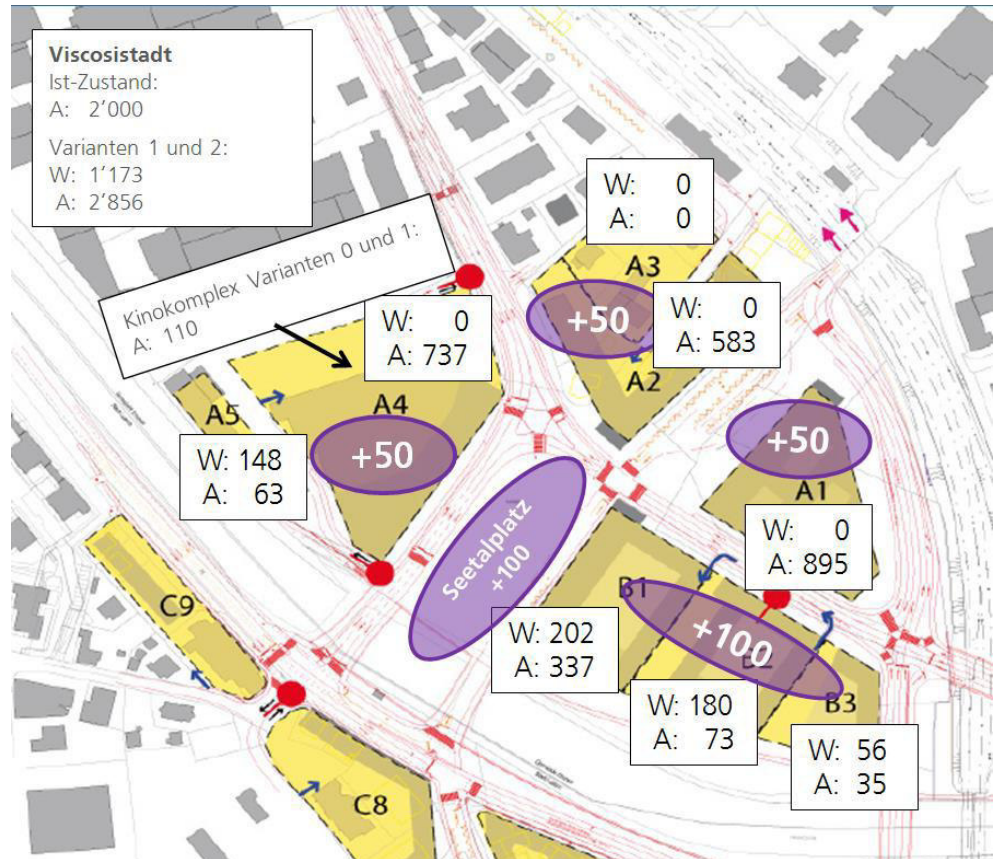 Viscosistadt
Ist-Zustand:
A: 2’000
Varianten 1 und 2:
W: 1’173
A: 2’856
Kinokomplex Varianten 0 und 1:
A: 110
W: 0
A: 0
A3
+50
W: 0
A: 583
A2
W: 0
A: 737
A4
+50
A5
W: 148
A: 63
+50
A1
W: 0
A: 895
Seetalplatz
+100
B1
+100
B2
B3
W: 202
A: 337
W: 180
A: 73
W: 56
A: 35
C9
C8